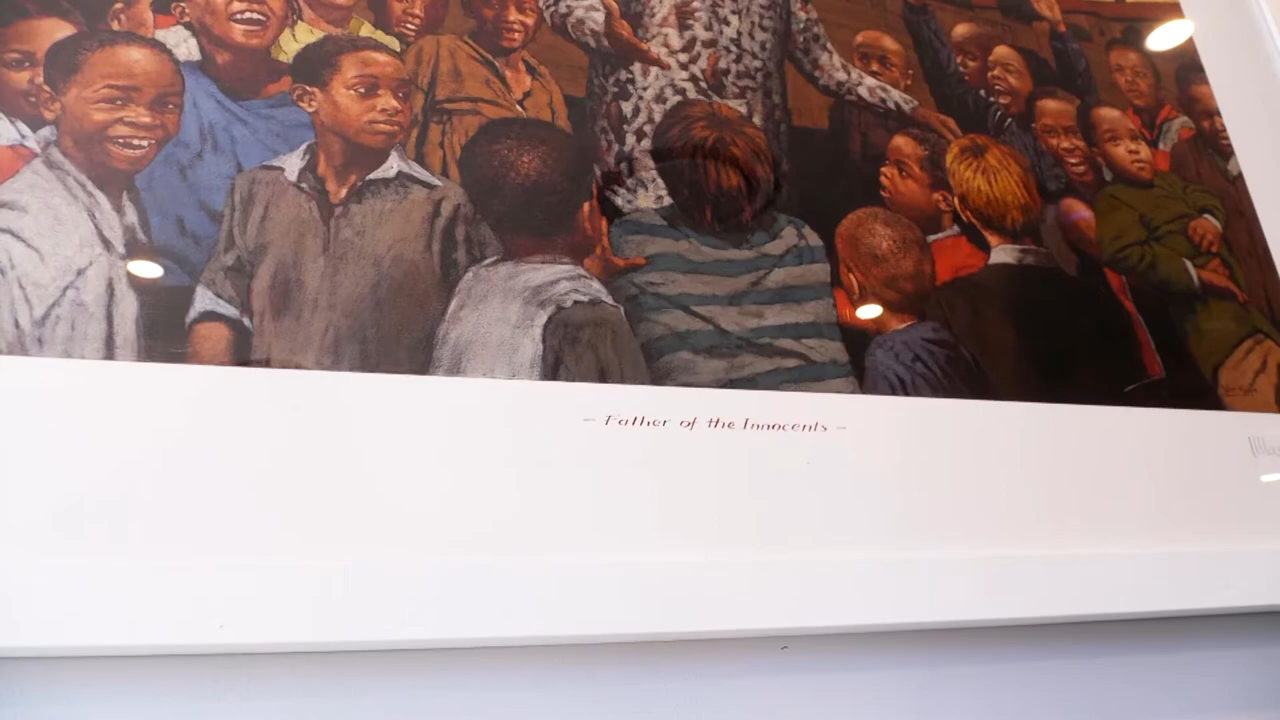 - Father of the Innocents -